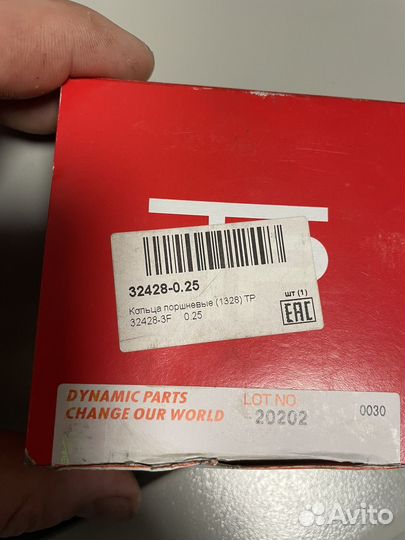 TP
32428-0.25
Кольца поршневые (1328) TP
32428-3F 0.25
шт (1)
EAC
DYNAMIC PARTS
CHANGE OUR WORLD
LOT NO
20202
0030
Avito